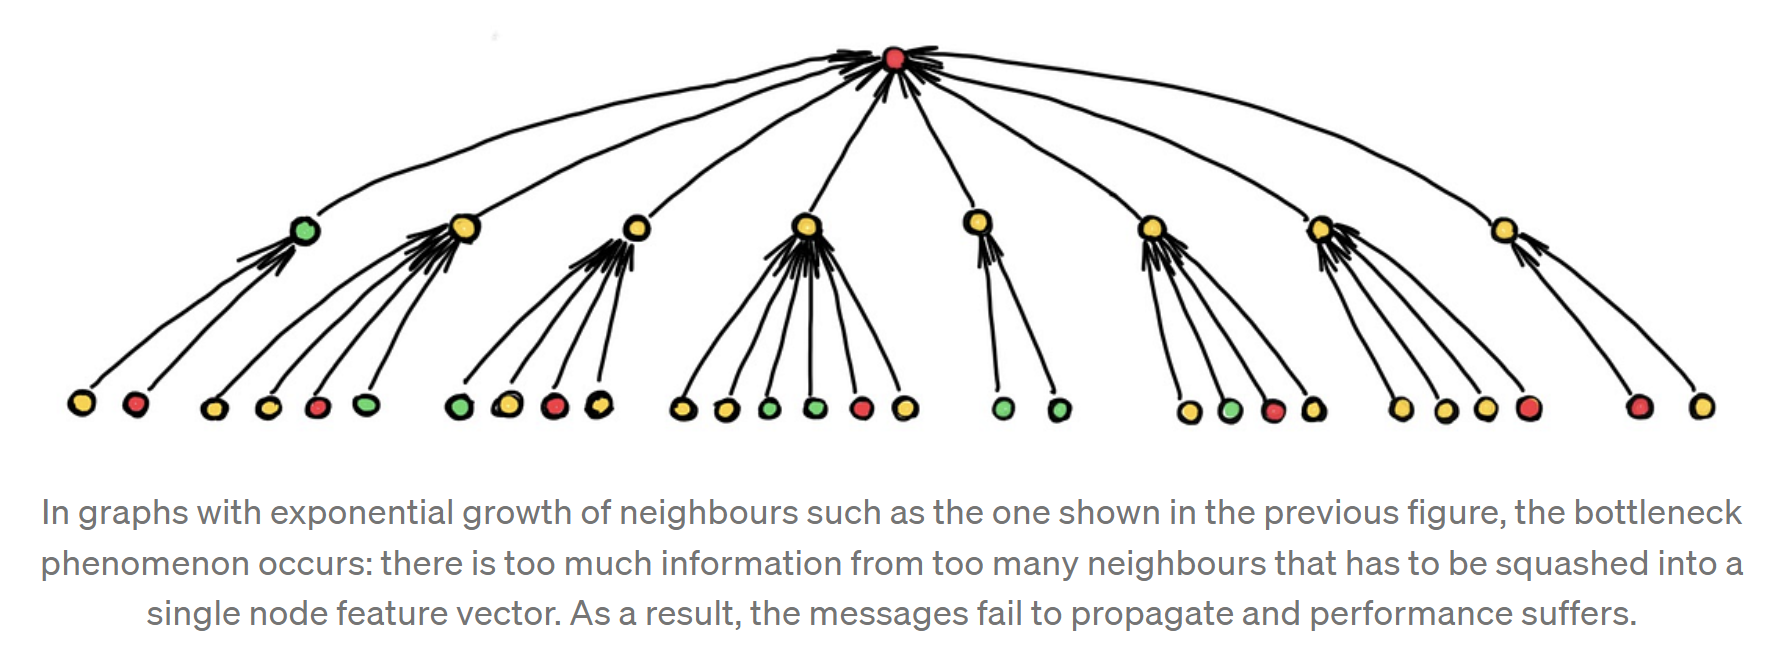 In graphs with exponential growth of neighbours such as the one shown in the previous figure, the bottleneck
phenomenon occurs: there is too much information from too many neighbours that has to be squashed into a
single node feature vector. As a result, the messages fail to propagate and performance suffers.